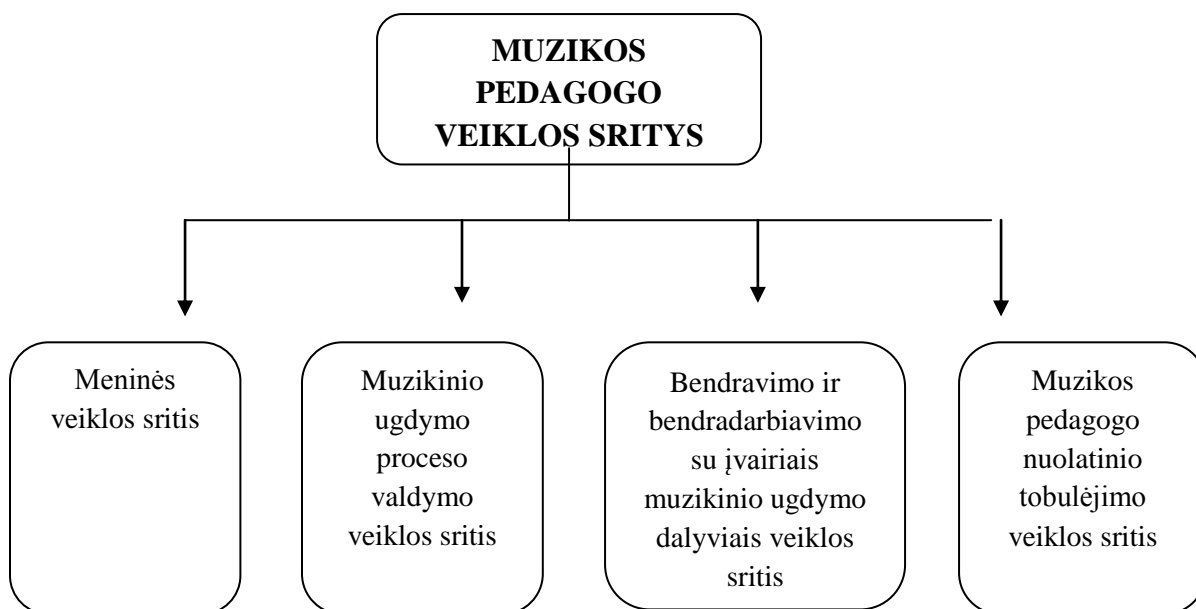 MUZIKOS
PEDAGOGO
VEIKLOS SRITYS
Meninės
veiklos sritis
Muzikinio
ugdymo
proceso
valdymo
veiklos sritis
Bendravimo ir
bendradarbiavimo
su įvairiais
muzikinio ugdymo
dalyviais veiklos
sritis
Muzikos
pedagogo
nuolatinio
tobulėjimo
veiklos sritis